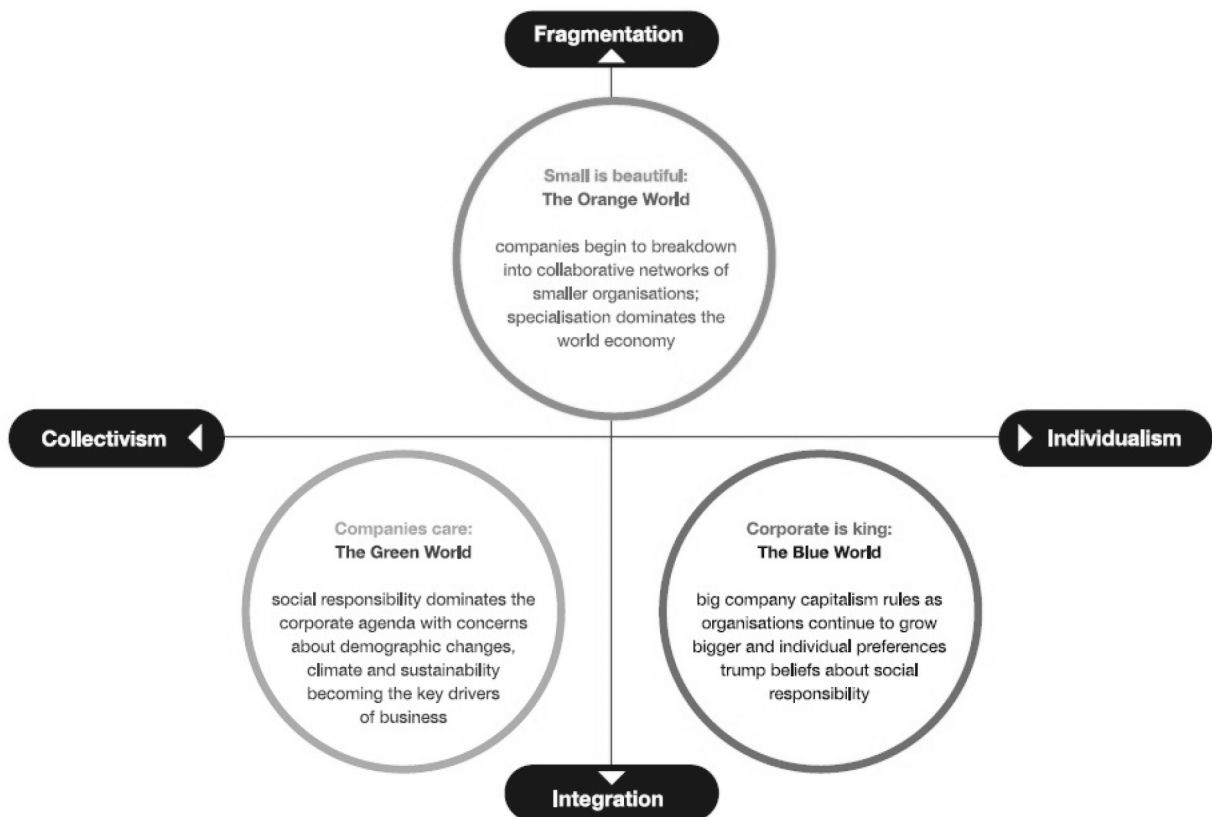 Fragmentation
Small is beautiful:
The Orange World
companies begin to breakdown
into collaborative networks of
smaller organisations;
specialisation dominates the
world economy
Collectivism
Individualism
Companies care:
The Green World
social responsibility dominates the
corporate agenda with concerns
about demographic changes,
climate and sustainability
becoming the key drivers
of business
Corporate is king:
The Blue World
big company capitalism rules as
organisations continue to grow
bigger and individual preferences
trump beliefs about social
responsibility
Integration